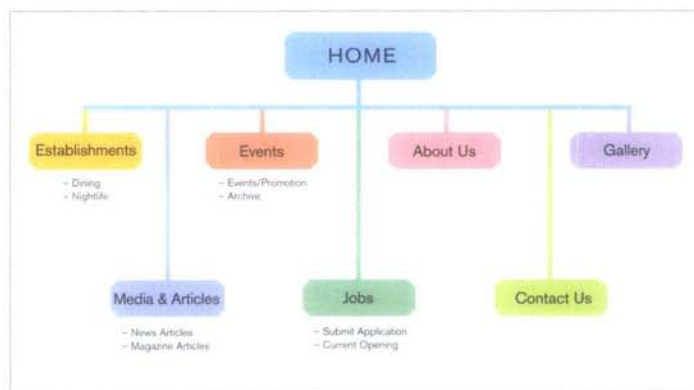 HOME
Establishments
- Dining
- Nightlife
Events
- Events/Promotion
- Archive
About Us
Gallery
Media & Articles
- News Articles
- Magazine Articles
Jobs
- Submit Application
- Current Opening
Contact Us